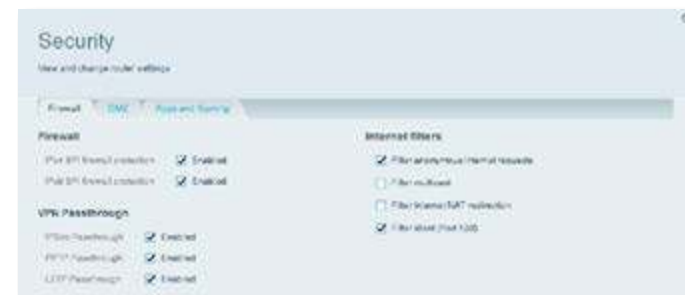 Security
View and change router settings
Firewall DMZ Apps and Gaming
Firewall
IPv4 SPI firewall protection Enabled
IPv6 SPI firewall protection Enabled
VPN Passthrough
IPSec Passthrough Enabled
PPTP Passthrough Enabled
L2TP Passthrough Enabled
Internet filters
Filter anonymous Internet requests
Filter multicast
Filter Internet NAT redirection
Filter ident (Port 113)